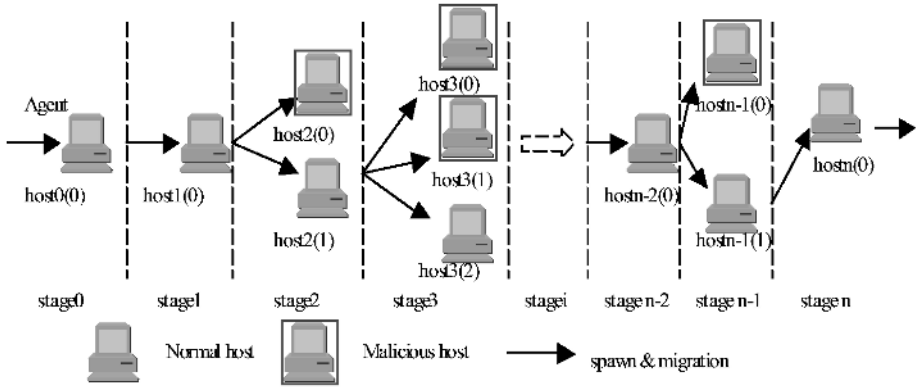 Agent
host0(0)
host1(0)
host2(0)
host2(1)
host3(0)
host3(1)
host3(2)
hostn-2(0)
hostn-1(0)
hostn-1(1)
hostn(0)
stage0 stage1 stage2 stage3 stagei stage n-2 stage n-1 stage n
Normal host Malicious host spawn & migration